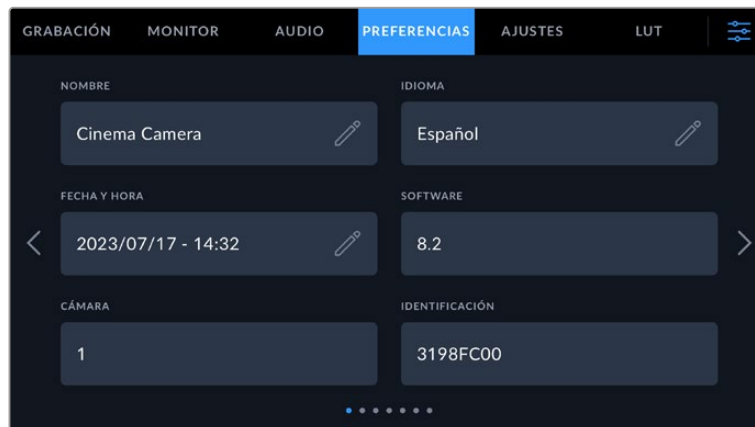 GRABACIÓN MONITOR AUDIO PREFERENCIAS AJUSTES LUT
NOMBRE IDIOMA
Cinema Camera Español
FECHA Y HORA SOFTWARE
2023/07/17 - 14:32 8.2
CÁMARA IDENTIFICACIÓN
1 3198FC00